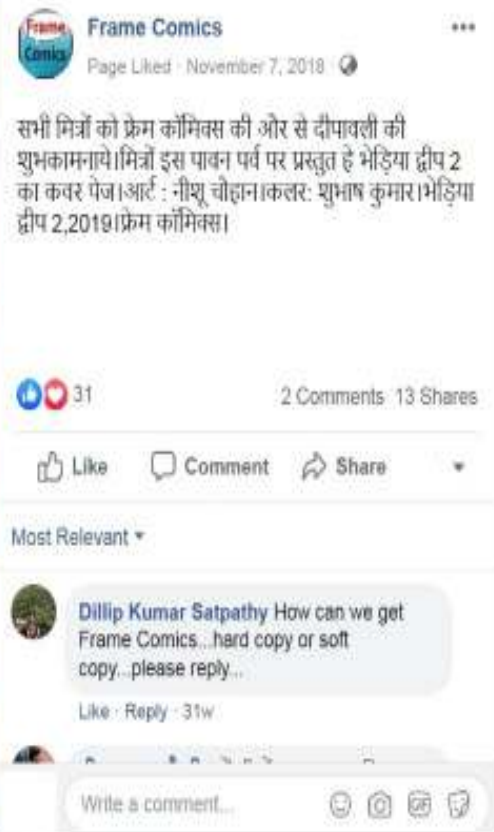 Frame
Comics
Frame Comics
Page Liked · November 7, 2018 ·
सभी मित्रों को फ्रेम कॉमिक्स की ओर से दीपावली की
शुभकामनाये।मित्रों इस पावन पर्व पर प्रस्तुत हे भेड़िया द्वीप 2
का कवर पेज।आर्ट : नीशू चौहान।कलर: शुभाष कुमार।भेड़िया
द्वीप 2,2019।फ्रेम कॉमिक्स।
31
2 Comments 13 Shares
Like Comment Share
Most Relevant
Dillip Kumar Satpathy How can we get
Frame Comics...hard copy or soft
copy...please reply...
Like · Reply · 31w
Write a comment...
GIF